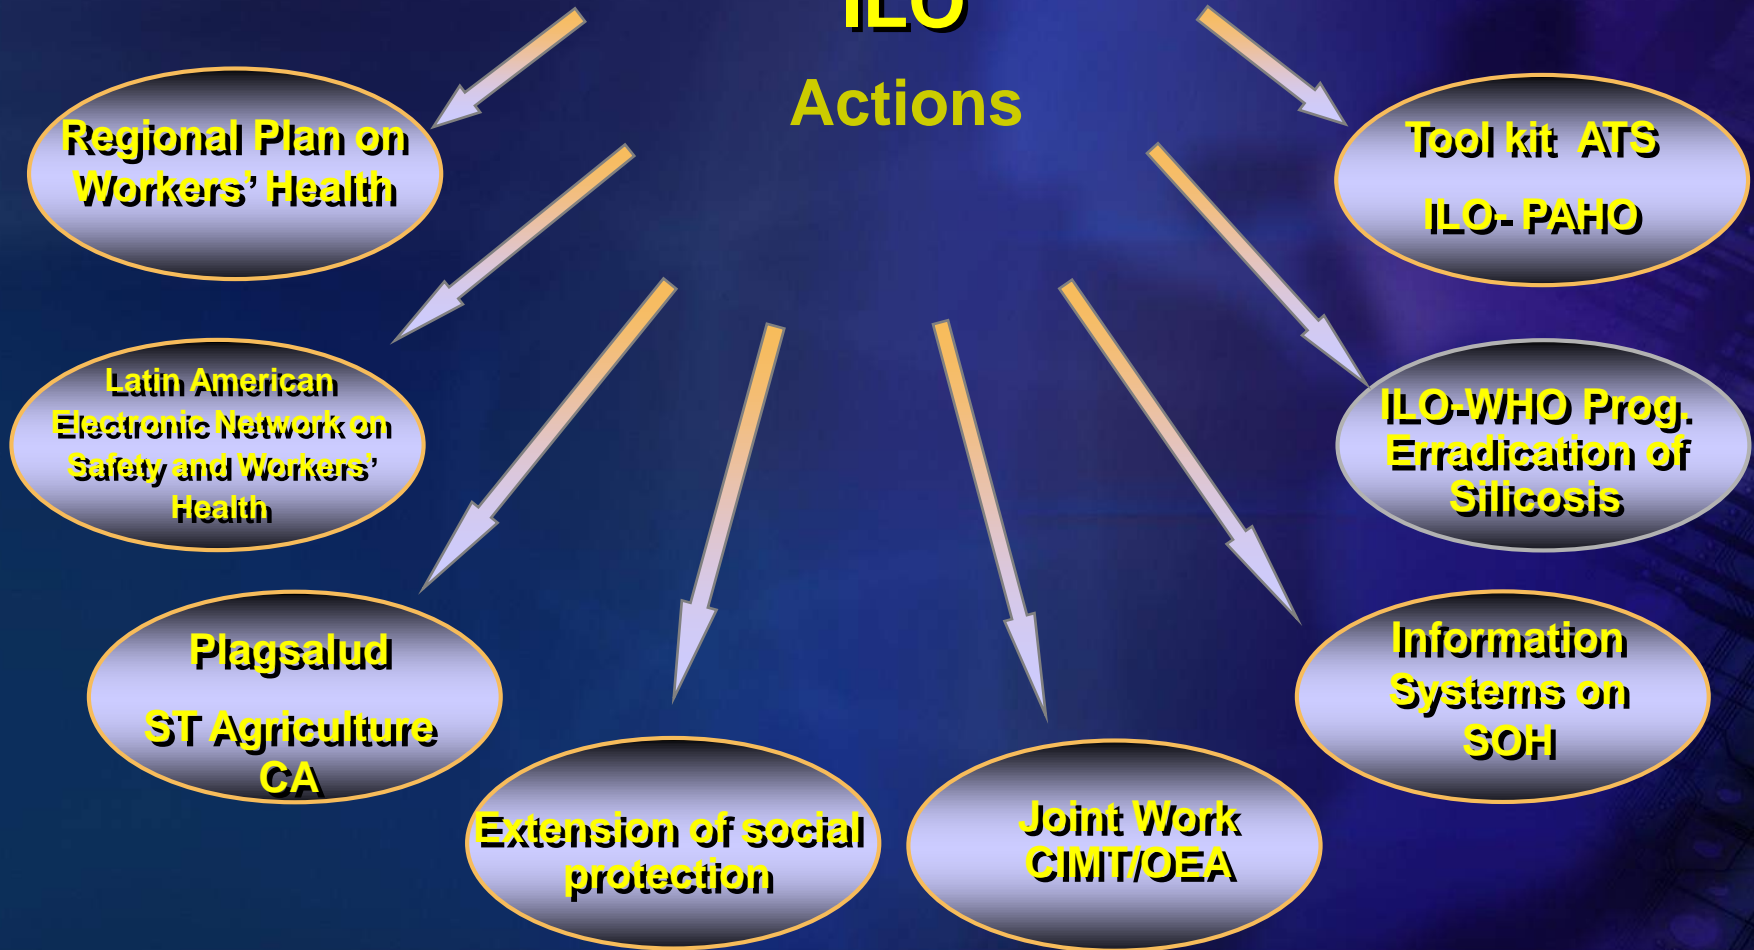 ILO
Actions
Regional Plan on
Workers’ Health
Tool kit ATS
ILO- PAHO
Latin American
Electronic Network on
Safety and Workers’
Health
ILO-WHO Prog.
Erradication of
Silicosis
Plagsalud
ST Agriculture
CA
Information
Systems on
SOH
Extension of social
protection
Joint Work
CIMT/OEA